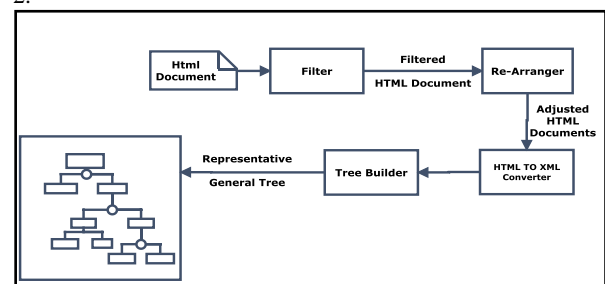 2.
Html
Document
Filter
Filtered
HTML Document
Re-Arranger
Adjusted
HTML
Documents
HTML TO XML
Converter
Tree Builder
Representative
General Tree